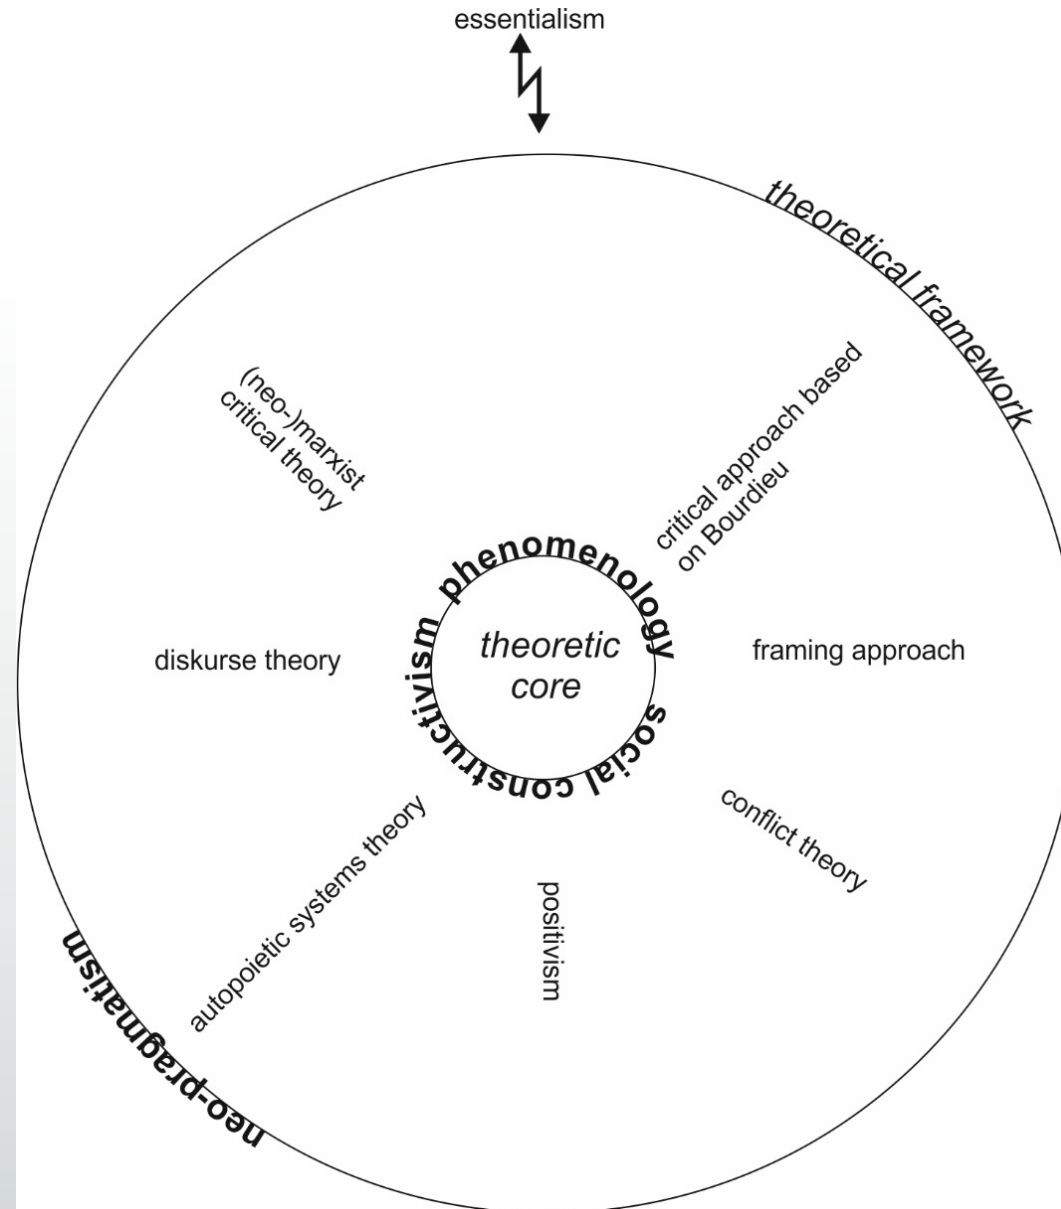 essentialism
theoretical framework
(neo-)marxist
critical theory
critical approach based
on Bourdieu
phenomenology
theoretic
core
social constructivism
diskurse theory
framing approach
conflict theory
autopoietic systems theory
positivism
neo-pragmatism